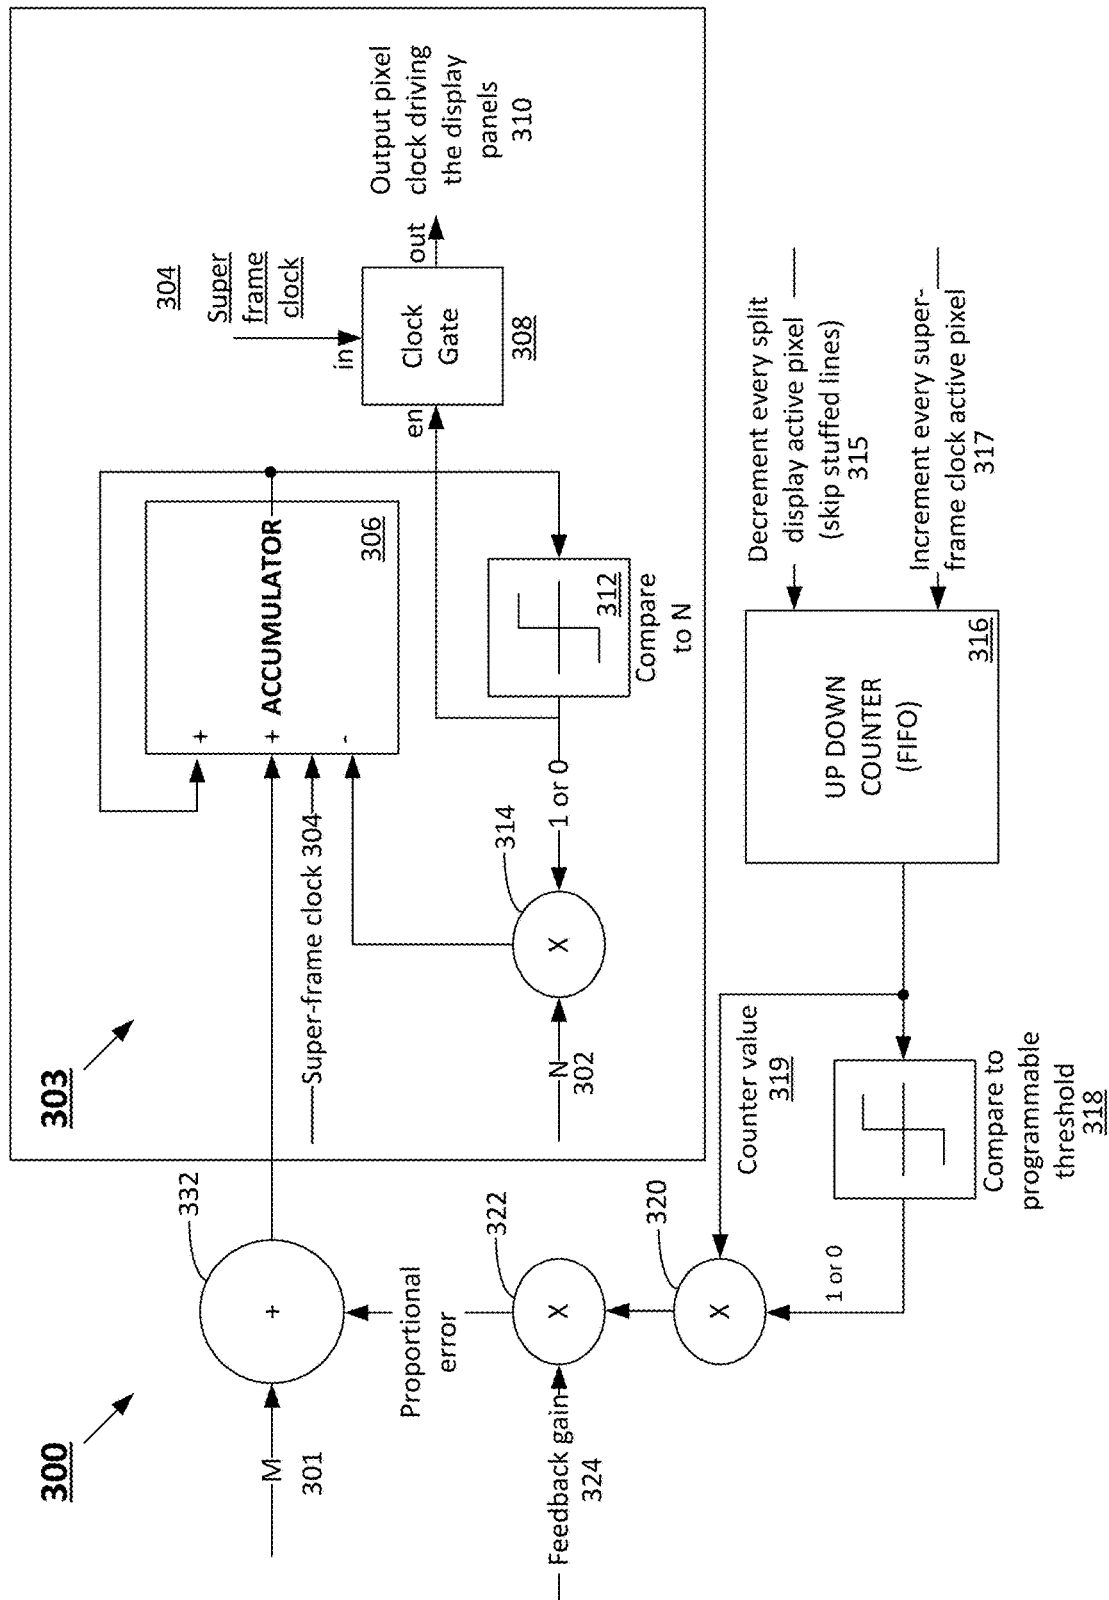 300
303
M
301
+
332
Super-frame clock 304
+
+
-
ACCUMULATOR
306
304
Super
frame
clock
in
en
out
Clock
Gate
308
Output pixel
clock driving
the display
panels
310
N
302
X
314
1 or 0
312
Compare
to N
Proportional
error
Feedback gain
324
X
322
X
320
1 or 0
Counter value
319
Compare to
programmable
threshold
318
UP DOWN
COUNTER
(FIFO)
316
Decrement every split
display active pixel
(skip stuffed lines)
315
Increment every super-
frame clock active pixel
317